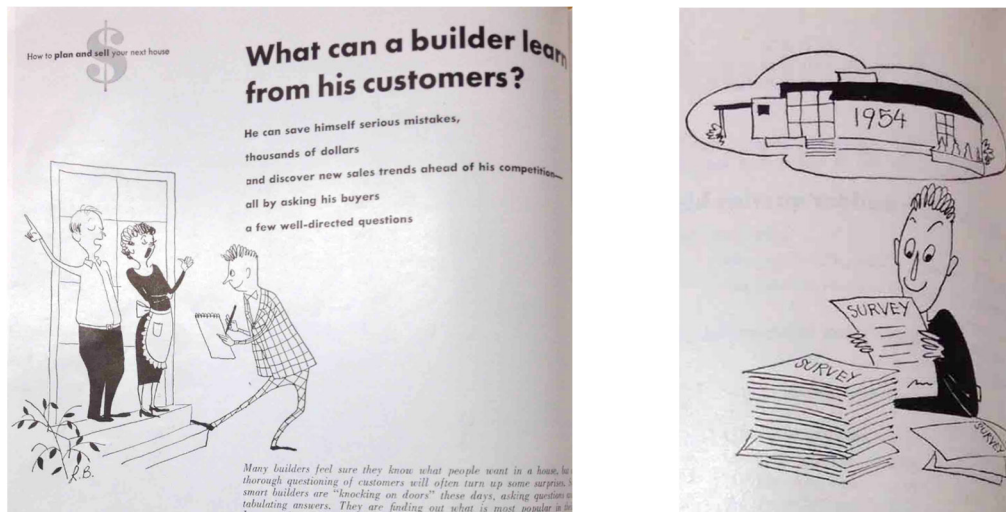 How to plan and sell your next house
$
What can a builder learn
from his customers?
He can save himself serious mistakes,
thousands of dollars
and discover new sales trends ahead of his competition—
all by asking his buyers
a few well-directed questions
R.B.
Many builders feel sure they know what people want in a house, but
thorough questioning of customers will often turn up some surprises.
smart builders are "knocking on doors" these days, asking questions
tabulating answers. They are finding out what is most popular in
1954
SURVEY
SURVEY
SURVEY